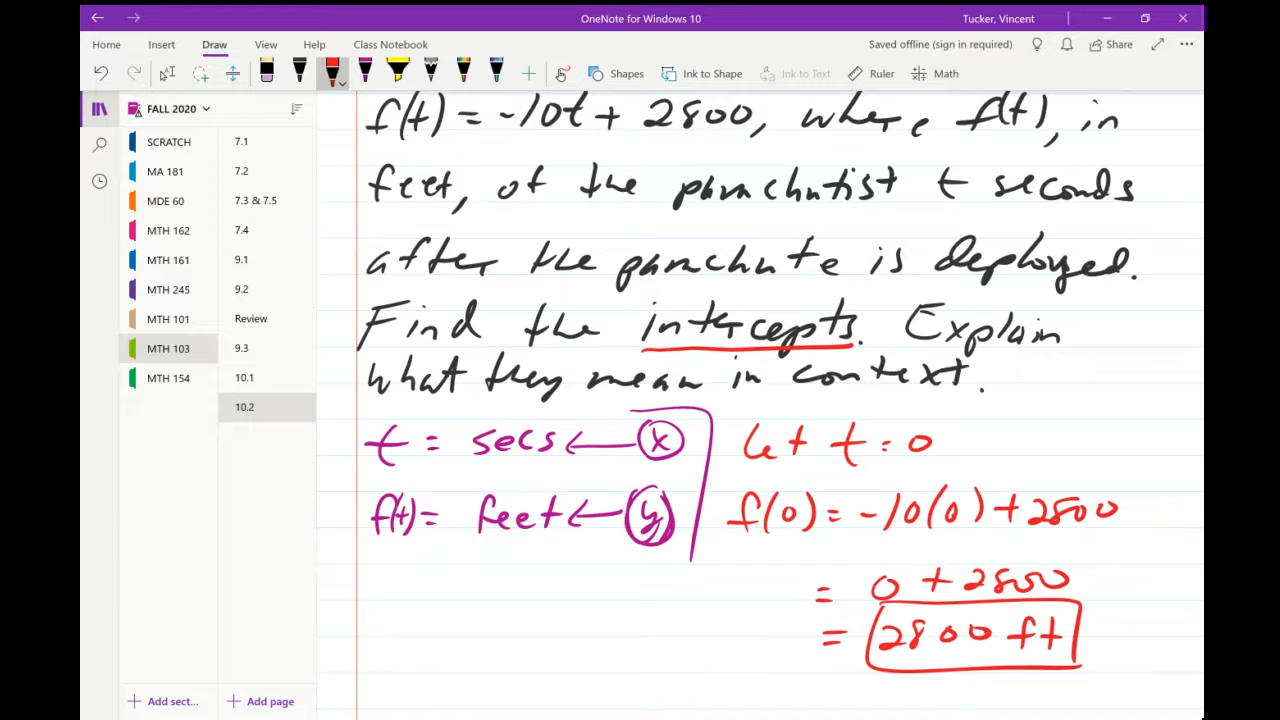 OneNote for Windows 10
Tucker, Vincent
Home Insert Draw View Help Class Notebook
Saved offline (sign in required) Share
Shapes Ink to Shape Ink to Text Ruler Math
FALL 2020
SCRATCH
MA 181
MDE 60
MTH 162
MTH 161
MTH 245
MTH 101
MTH 103
MTH 154
Add sect...
7.1
7.2
7.3 & 7.5
7.4
9.1
9.2
Review
9.3
10.1
10.2
Add page
f(t) = -10t + 2800, where f(t), in
feet, of the parachutist t seconds
after the parachute is deployed.
Find the intercepts. Explain
what they mean in context.
t = secs ← x
f(t) = feet ← y
let t = 0
f(0) = -10(0) + 2800
= 0 + 2800
= 2800 ft